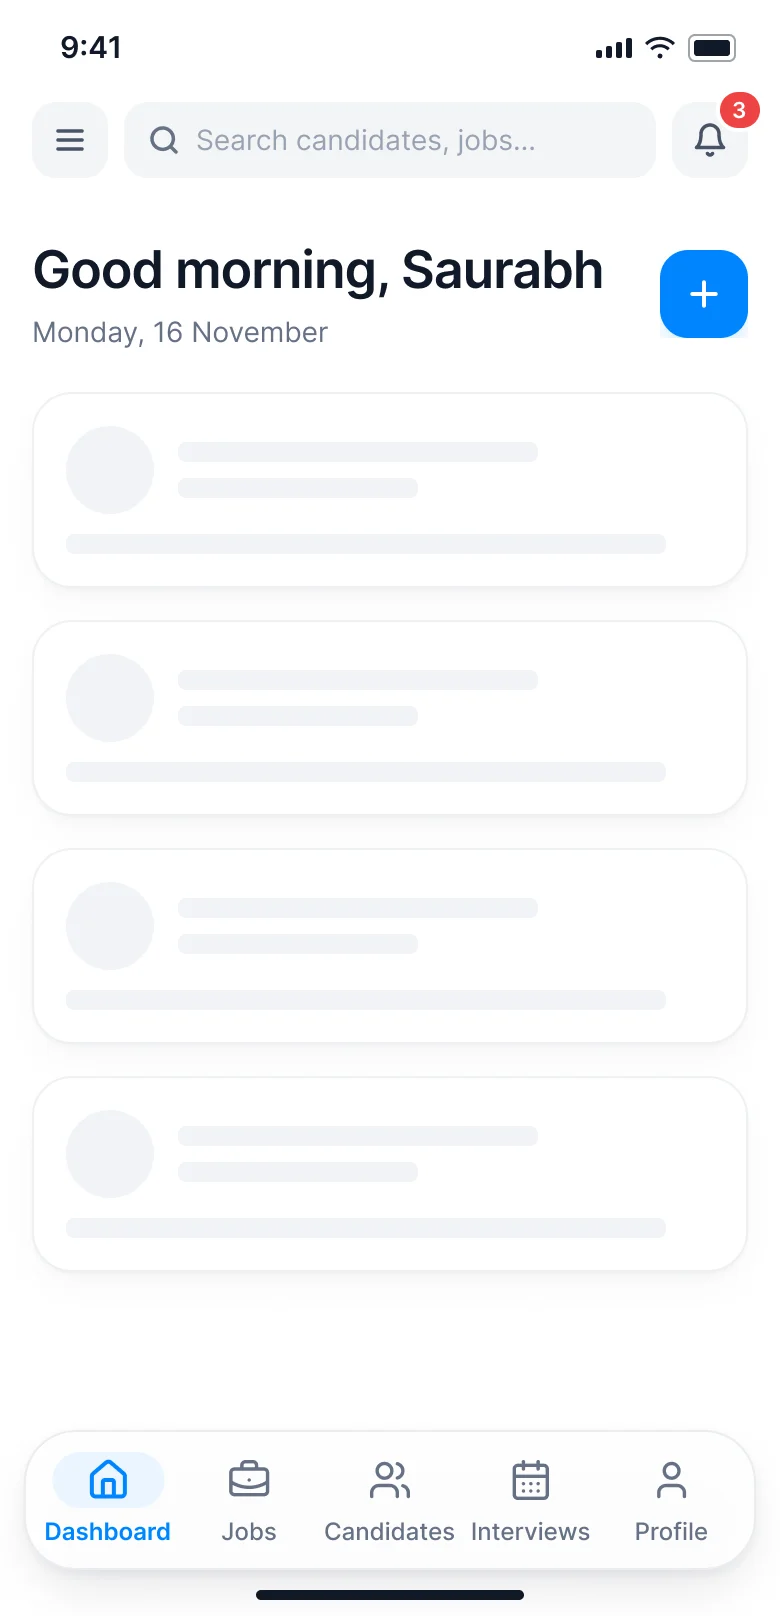 9:41
Search candidates, jobs...
3
Good morning, Saurabh
Monday, 16 November
Dashboard
Jobs
Candidates
Interviews
Profile